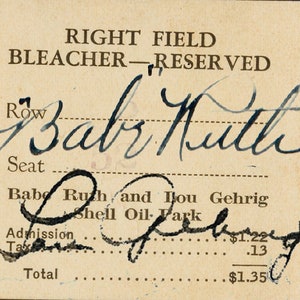 RIGHT FIELD
BLEACHER—RESERVED
Row
"Babe" Ruth
Seat
Babe Ruth and Lou Gehrig
Shell Oil Park
Lou Gehrig
Admission $1.22
Tax .13
Total $1.35